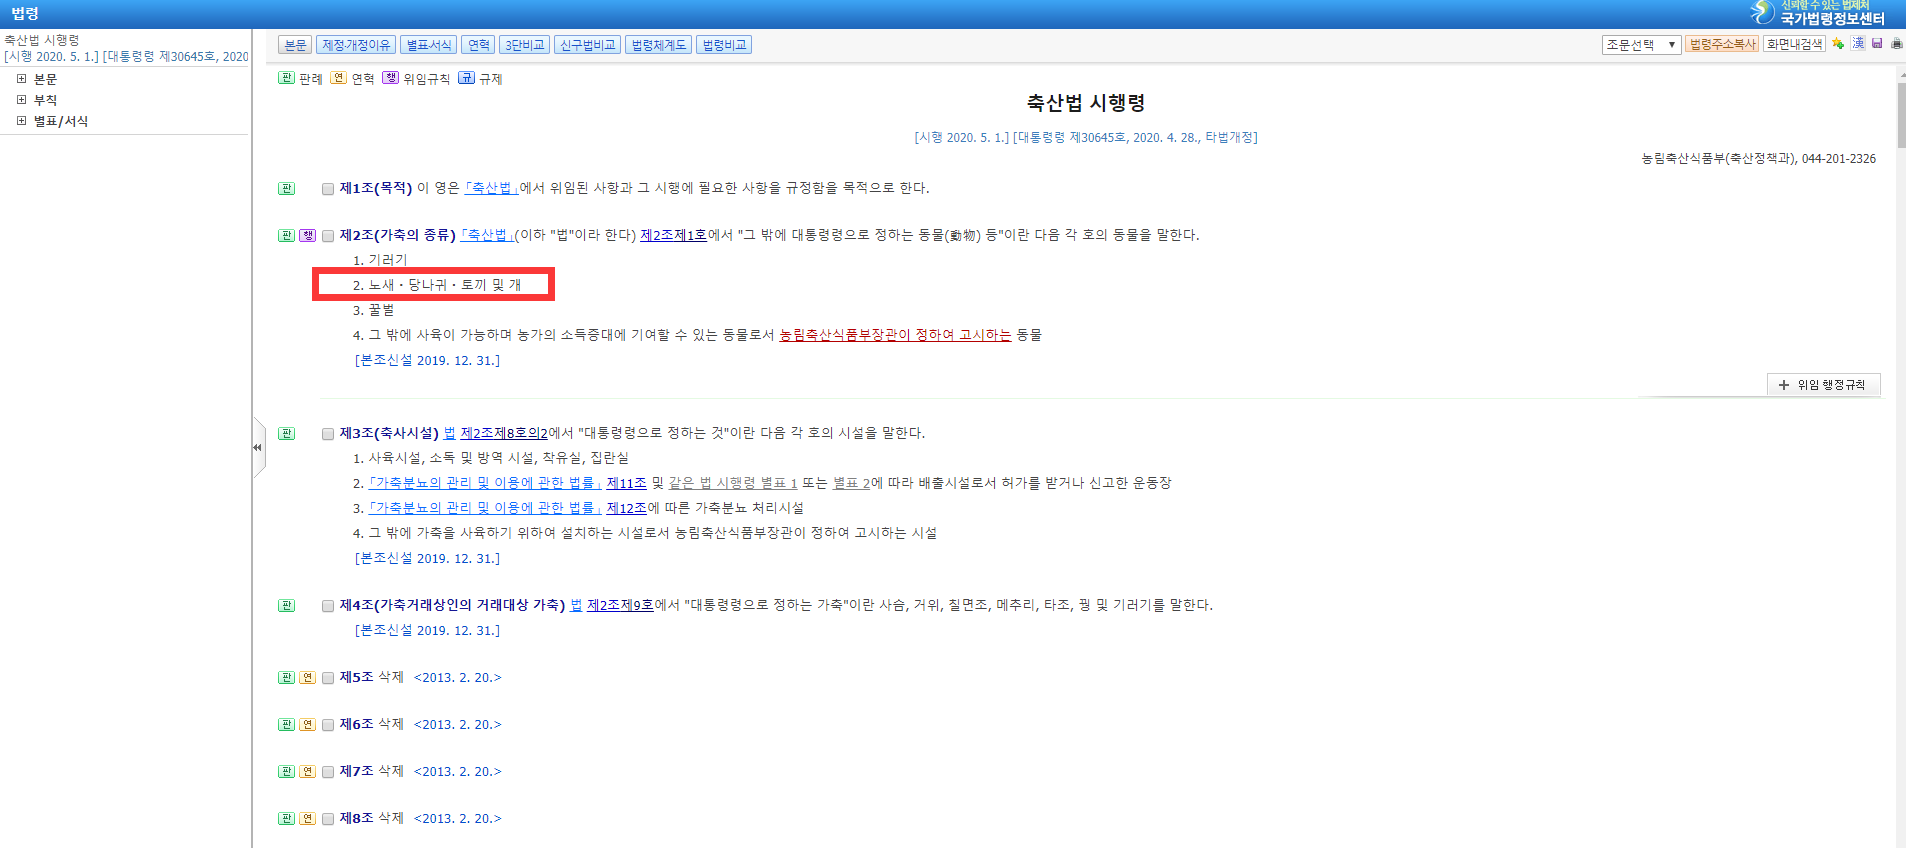 법령
신뢰할 수 있는 법제처
국가법령정보센터
축산법 시행령
[시행 2020. 5. 1.] [대통령령 제30645호, 2020
본문
부칙
별표/서식
본문 제정·개정이유 별표·서식 연혁 3단비교 신구법비교 법령체계도 법령비교
조문선택 ▼ 법령주소복사 화면내검색 漢
판 판례 연 연혁 행 위임규칙 규 규제
축산법 시행령
[시행 2020. 5. 1.] [대통령령 제30645호, 2020. 4. 28., 타법개정]
농림축산식품부(축산정책과), 044-201-2326
판 제1조(목적) 이 영은 「축산법」에서 위임된 사항과 그 시행에 필요한 사항을 규정함을 목적으로 한다.
판 행 제2조(가축의 종류) 「축산법」(이하 "법"이라 한다) 제2조제1호에서 "그 밖에 대통령령으로 정하는 동물(動物) 등"이란 다음 각 호의 동물을 말한다.
1. 기러기
2. 노새ㆍ당나귀ㆍ토끼 및 개
3. 꿀벌
4. 그 밖에 사육이 가능하며 농가의 소득증대에 기여할 수 있는 동물로서 농림축산식품부장관이 정하여 고시하는 동물
[본조신설 2019. 12. 31.]
+ 위임 행정규칙
판 제3조(축사시설) 법 제2조제8호의2에서 "대통령령으로 정하는 것"이란 다음 각 호의 시설을 말한다.
1. 사육시설, 소독 및 방역 시설, 착유실, 집란실
2. 「가축분뇨의 관리 및 이용에 관한 법률」 제11조 및 같은 법 시행령 별표 1 또는 별표 2에 따라 배출시설로서 허가를 받거나 신고한 운동장
3. 「가축분뇨의 관리 및 이용에 관한 법률」 제12조에 따른 가축분뇨 처리시설
4. 그 밖에 가축을 사육하기 위하여 설치하는 시설로서 농림축산식품부장관이 정하여 고시하는 시설
[본조신설 2019. 12. 31.]
판 제4조(가축거래상인의 거래대상 가축) 법 제2조제9호에서 "대통령령으로 정하는 가축"이란 사슴, 거위, 칠면조, 메추리, 타조, 꿩 및 기러기를 말한다.
[본조신설 2019. 12. 31.]
판 연 제5조 삭제 <2013. 2. 20.>
판 연 제6조 삭제 <2013. 2. 20.>
판 연 제7조 삭제 <2013. 2. 20.>
판 연 제8조 삭제 <2013. 2. 20.>